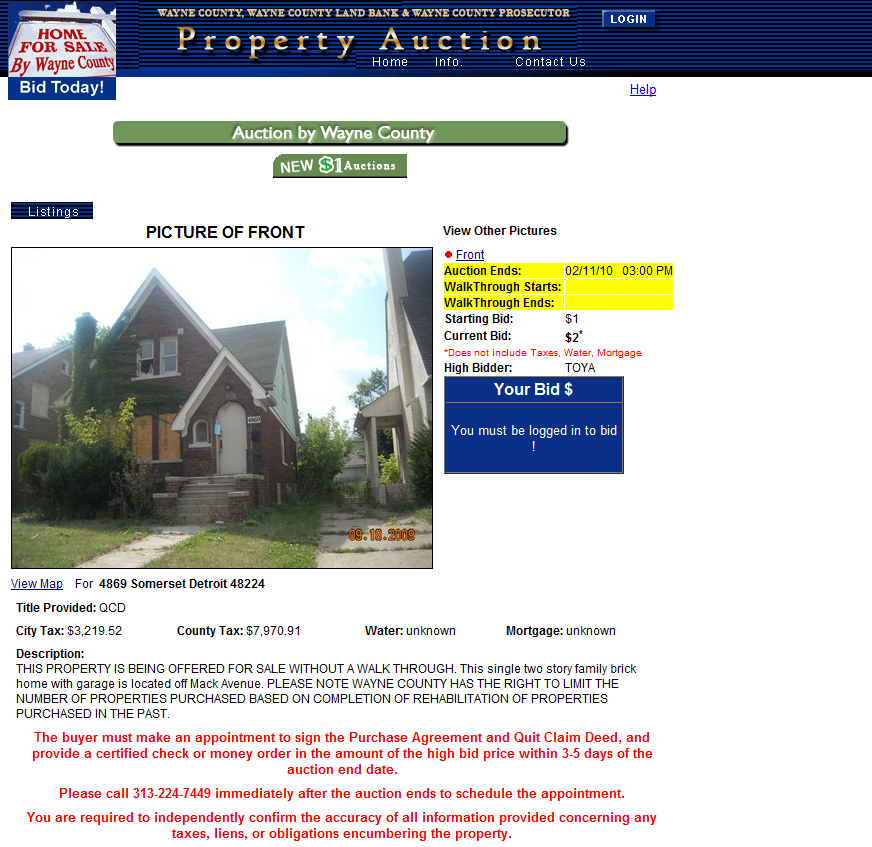 HOME
FOR SALE
By Wayne County
Bid Today!
WAYNE COUNTY, WAYNE COUNTY LAND BANK & WAYNE COUNTY PROSECUTOR
Property Auction
Home Info. Contact Us
LOGIN
Help
Auction by Wayne County
NEW $1 Auctions
Listings
PICTURE OF FRONT
4869
09.18.2009
View Other Pictures
Front
Auction Ends: 02/11/10 03:00 PM
WalkThrough Starts:
WalkThrough Ends:
Starting Bid: $1
Current Bid: $2*
*Does not include Taxes, Water, Mortgage
High Bidder: TOYA
Your Bid $
You must be logged in to bid
!
View Map For 4869 Somerset Detroit 48224
Title Provided: QCD
City Tax: $3,219.52 County Tax: $7,970.91 Water: unknown Mortgage: unknown
Description:
THIS PROPERTY IS BEING OFFERED FOR SALE WITHOUT A WALK THROUGH. This single two story family brick
home with garage is located off Mack Avenue. PLEASE NOTE WAYNE COUNTY HAS THE RIGHT TO LIMIT THE
NUMBER OF PROPERTIES PURCHASED BASED ON COMPLETION OF REHABILITATION OF PROPERTIES
PURCHASED IN THE PAST.
The buyer must make an appointment to sign the Purchase Agreement and Quit Claim Deed, and
provide a certified check or money order in the amount of the high bid price within 3-5 days of the
auction end date.
Please call 313-224-7449 immediately after the auction ends to schedule the appointment.
You are required to independently confirm the accuracy of all information provided concerning any
taxes, liens, or obligations encumbering the property.